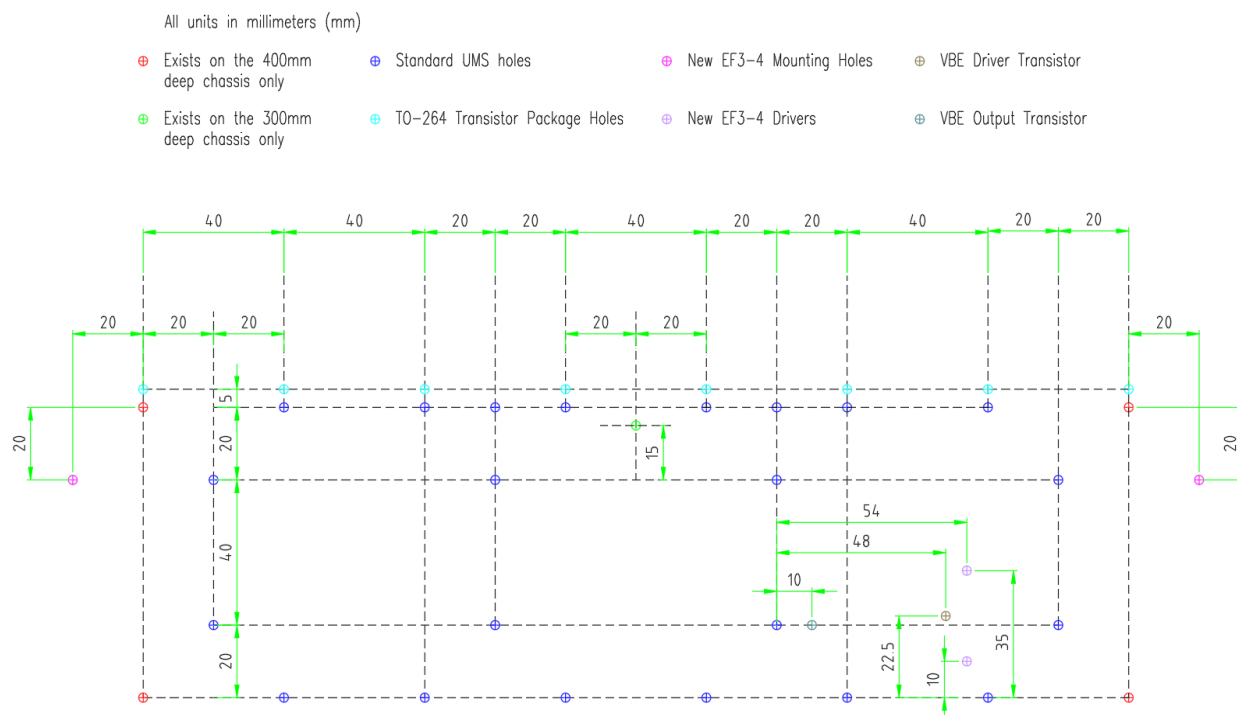 All units in millimeters (mm)
Exists on the 400mm
deep chassis only
Standard UMS holes
New EF3-4 Mounting Holes
VBE Driver Transistor
Exists on the 300mm
deep chassis only
TO-264 Transistor Package Holes
New EF3-4 Drivers
VBE Output Transistor
40 40 20 20 40 20 20 40 20 20
20 20 20 20 20 20
5
20 20 15 20
54
40 48
10
35
22.5
20 10